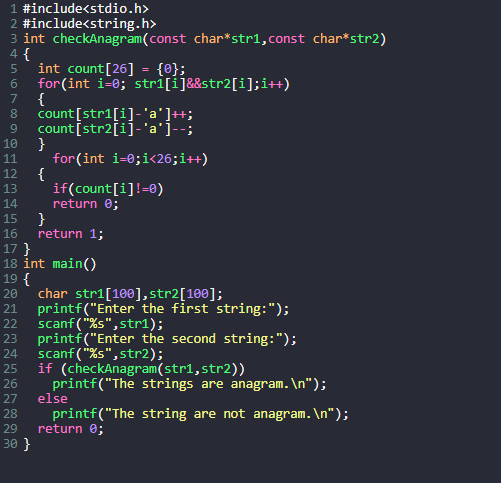 1 #include<stdio.h>
2 #include<string.h>
3 int checkAnagram(const char*str1,const char*str2)
4 {
5   int count[26] = {0};
6   for(int i=0; str1[i]&&str2[i];i++)
7   {
8   count[str1[i]-'a']++;
9   count[str2[i]-'a']--;
10   }
11     for(int i=0;i<26;i++)
12   {
13     if(count[i]!=0)
14     return 0;
15   }
16   return 1;
17 }
18 int main()
19 {
20   char str1[100],str2[100];
21   printf("Enter the first string:");
22   scanf("%s",str1);
23   printf("Enter the second string:");
24   scanf("%s",str2);
25   if (checkAnagram(str1,str2))
26     printf("The strings are anagram.\n");
27   else
28     printf("The string are not anagram.\n");
29   return 0;
30 }